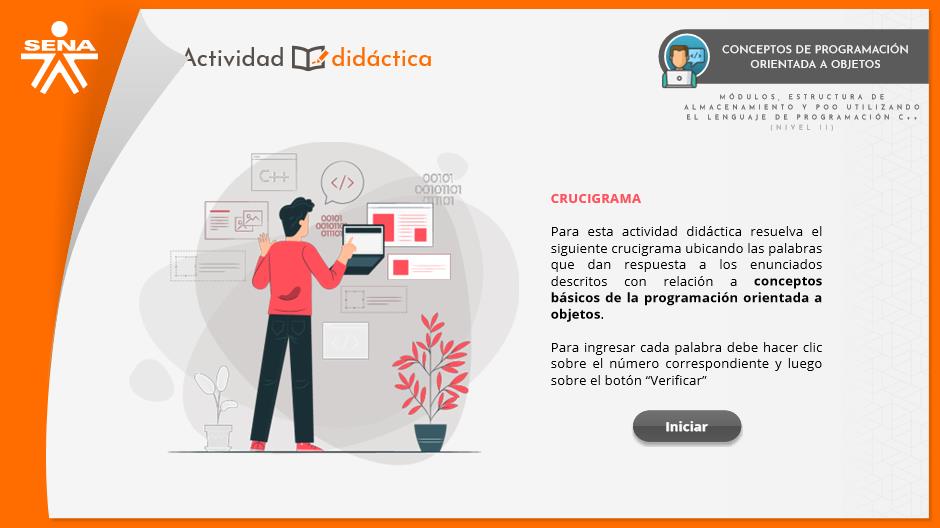 SENA
Actividad didáctica
CONCEPTOS DE PROGRAMACIÓN
ORIENTADA A OBJETOS
MÓDULOS, ESTRUCTURA DE
ALMACENAMIENTO Y POO UTILIZANDO
EL LENGUAJE DE PROGRAMACIÓN C++
(NIVEL II)
C++
</>
00101
00101101
01101
00101
0010110
01101
</>
CRUCIGRAMA
Para esta actividad didáctica resuelva el
siguiente crucigrama ubicando las palabras
que dan respuesta a los enunciados
descritos con relación a conceptos
básicos de la programación orientada a
objetos.
Para ingresar cada palabra debe hacer clic
sobre el número correspondiente y luego
sobre el botón “Verificar”
Iniciar